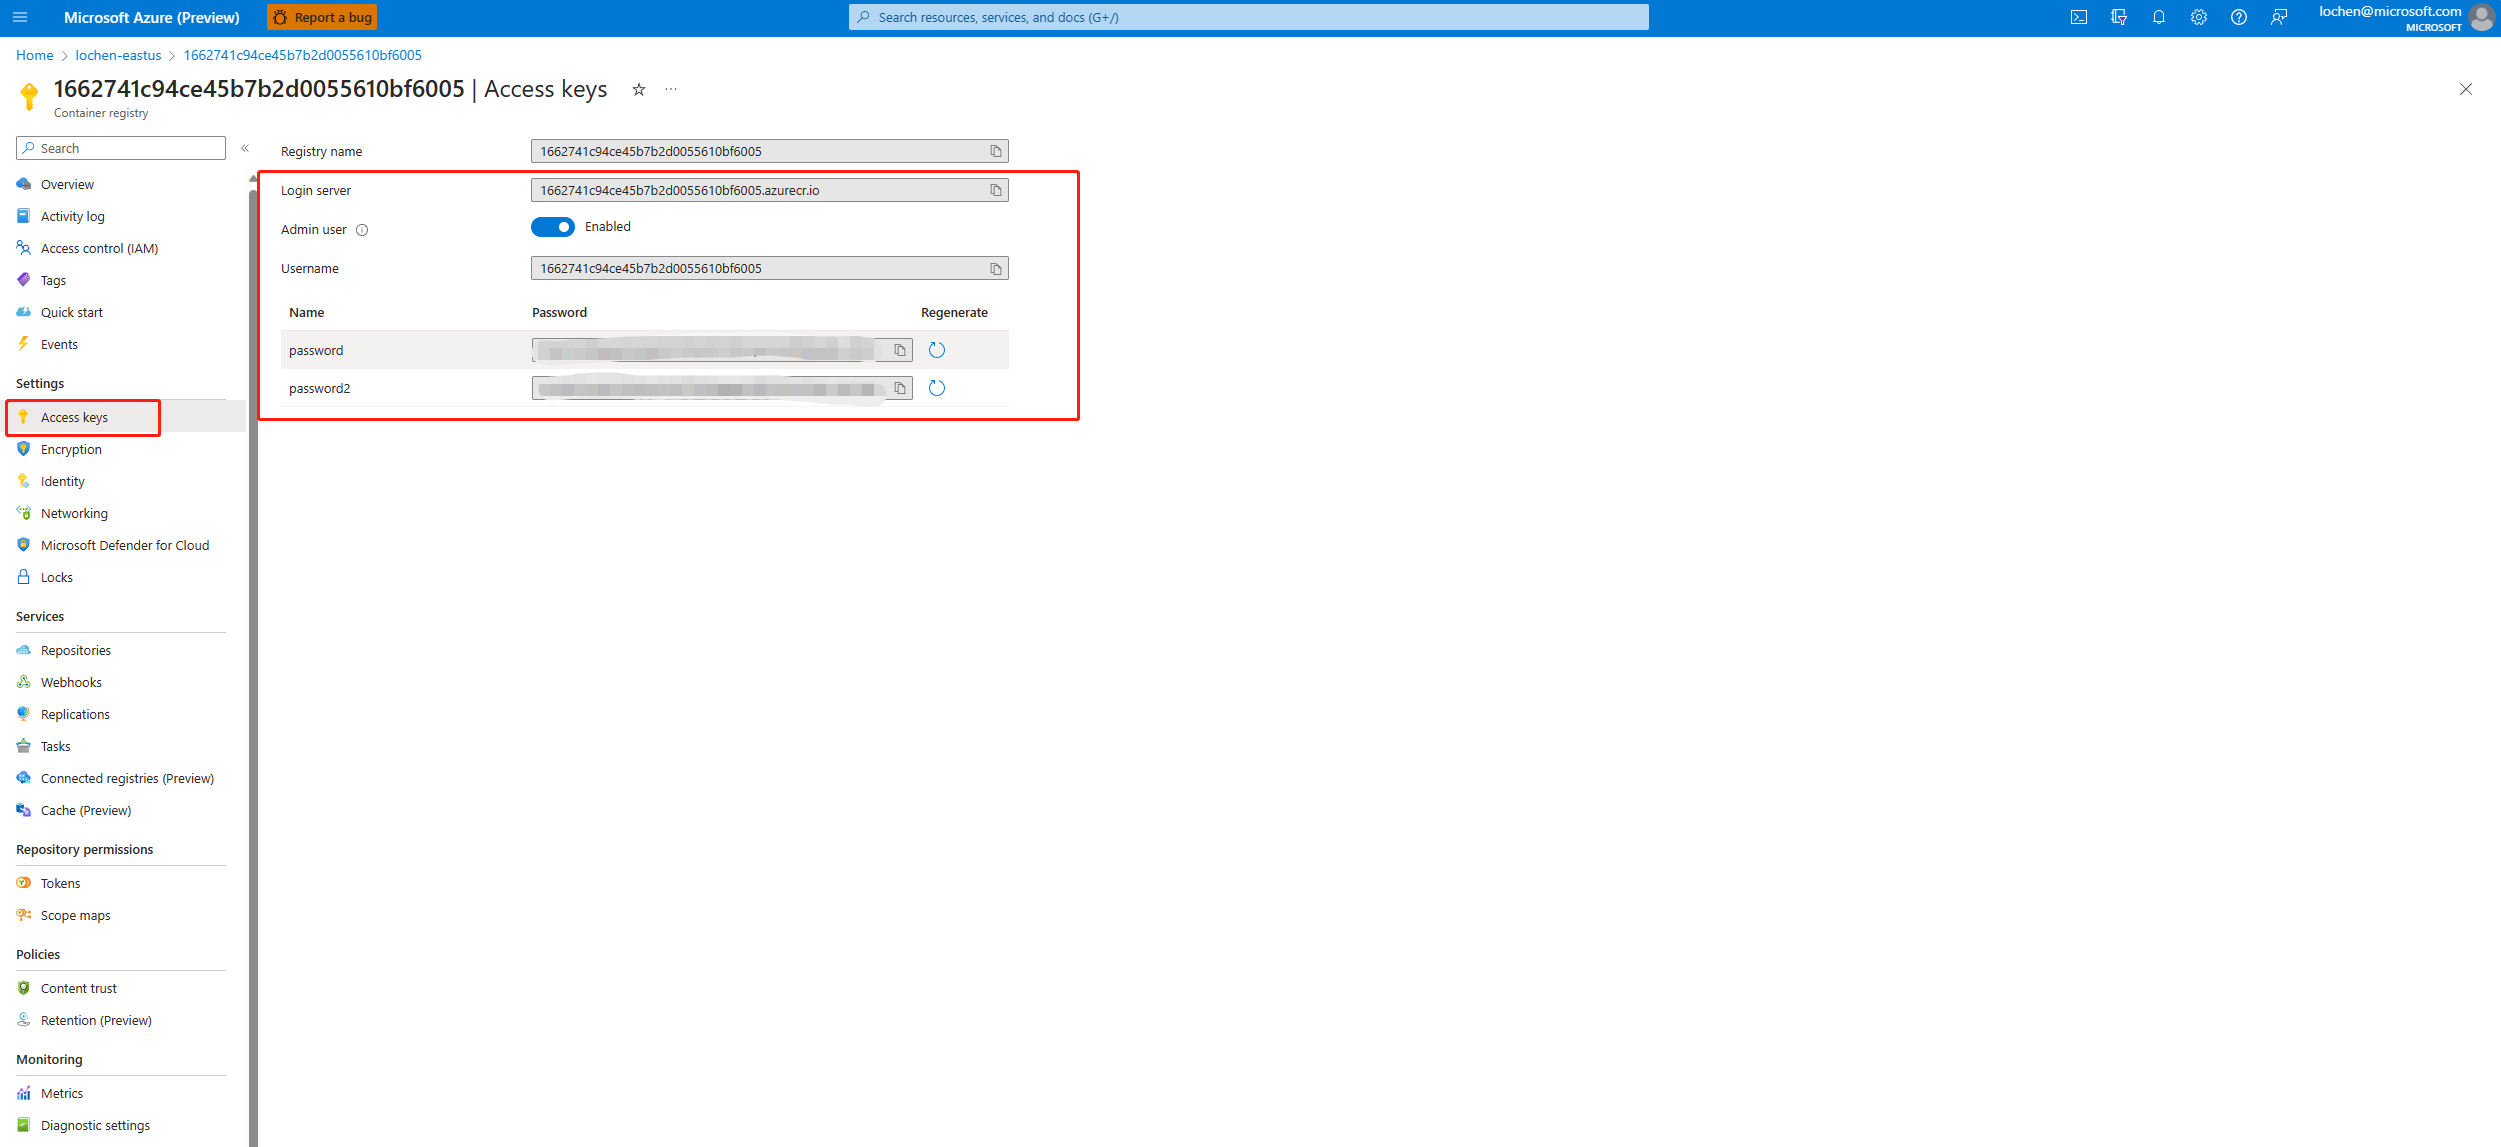 Microsoft Azure (Preview)
Report a bug
Search resources, services, and docs (G+/)
lochen@microsoft.com
MICROSOFT
Home > lochen-eastus > 1662741c94ce45b7b2d0055610bf6005
1662741c94ce45b7b2d0055610bf6005 | Access keys
Container registry
Search
Overview
Activity log
Access control (IAM)
Tags
Quick start
Events
Settings
Access keys
Encryption
Identity
Networking
Microsoft Defender for Cloud
Locks
Services
Repositories
Webhooks
Replications
Tasks
Connected registries (Preview)
Cache (Preview)
Repository permissions
Tokens
Scope maps
Policies
Content trust
Retention (Preview)
Monitoring
Metrics
Diagnostic settings
Registry name
1662741c94ce45b7b2d0055610bf6005
Login server
1662741c94ce45b7b2d0055610bf6005.azurecr.io
Admin user
Enabled
Username
1662741c94ce45b7b2d0055610bf6005
Name Password Regenerate
password
password2